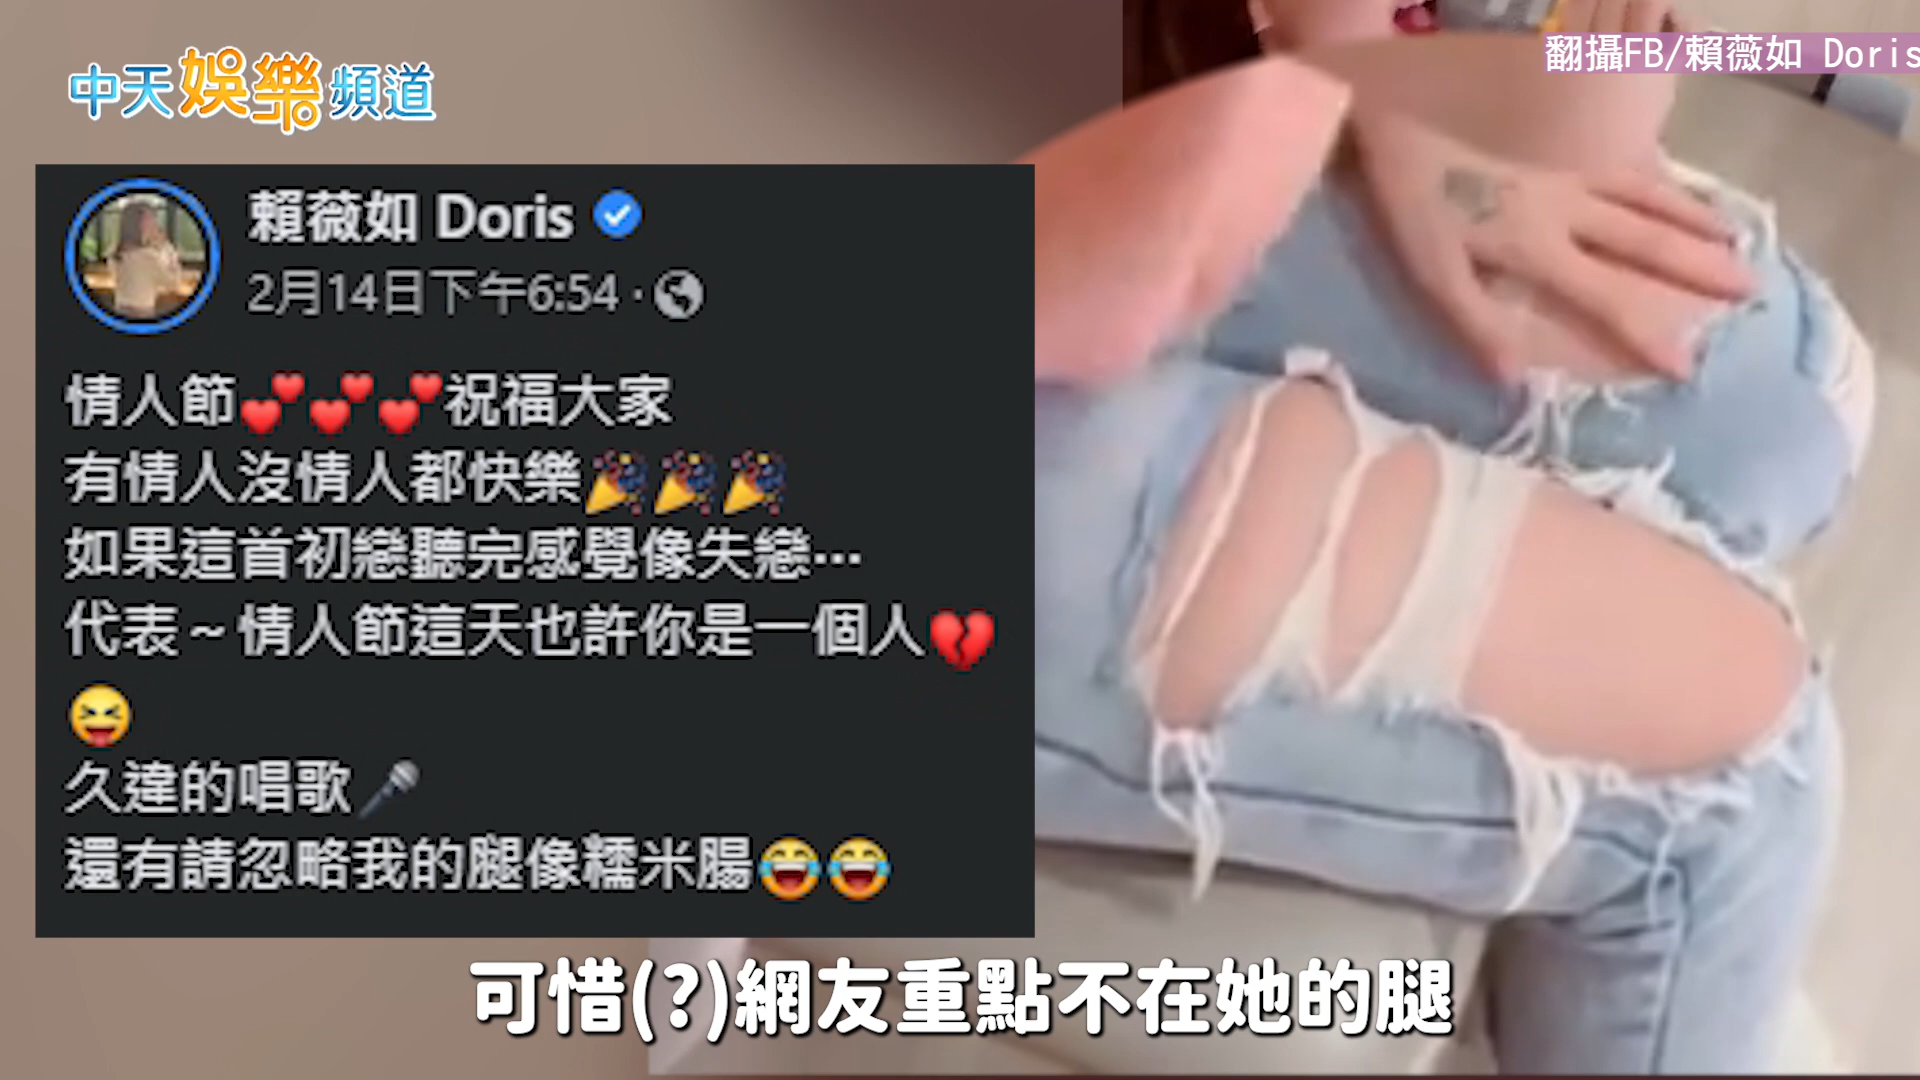 中天娛樂頻道
翻攝FB/賴薇如 Doris
賴薇如 Doris
2月14日下午6:54 ·
情人節💕💕💕祝福大家
有情人沒情人都快樂🎉🎉🎉
如果這首初戀聽完感覺像失戀⋯
代表～情人節這天也許你是一個人💔
😝
久違的唱歌🎤
還有請忽略我的腿像糯米腸😂😂
可惜(?)網友重點不在她的腿